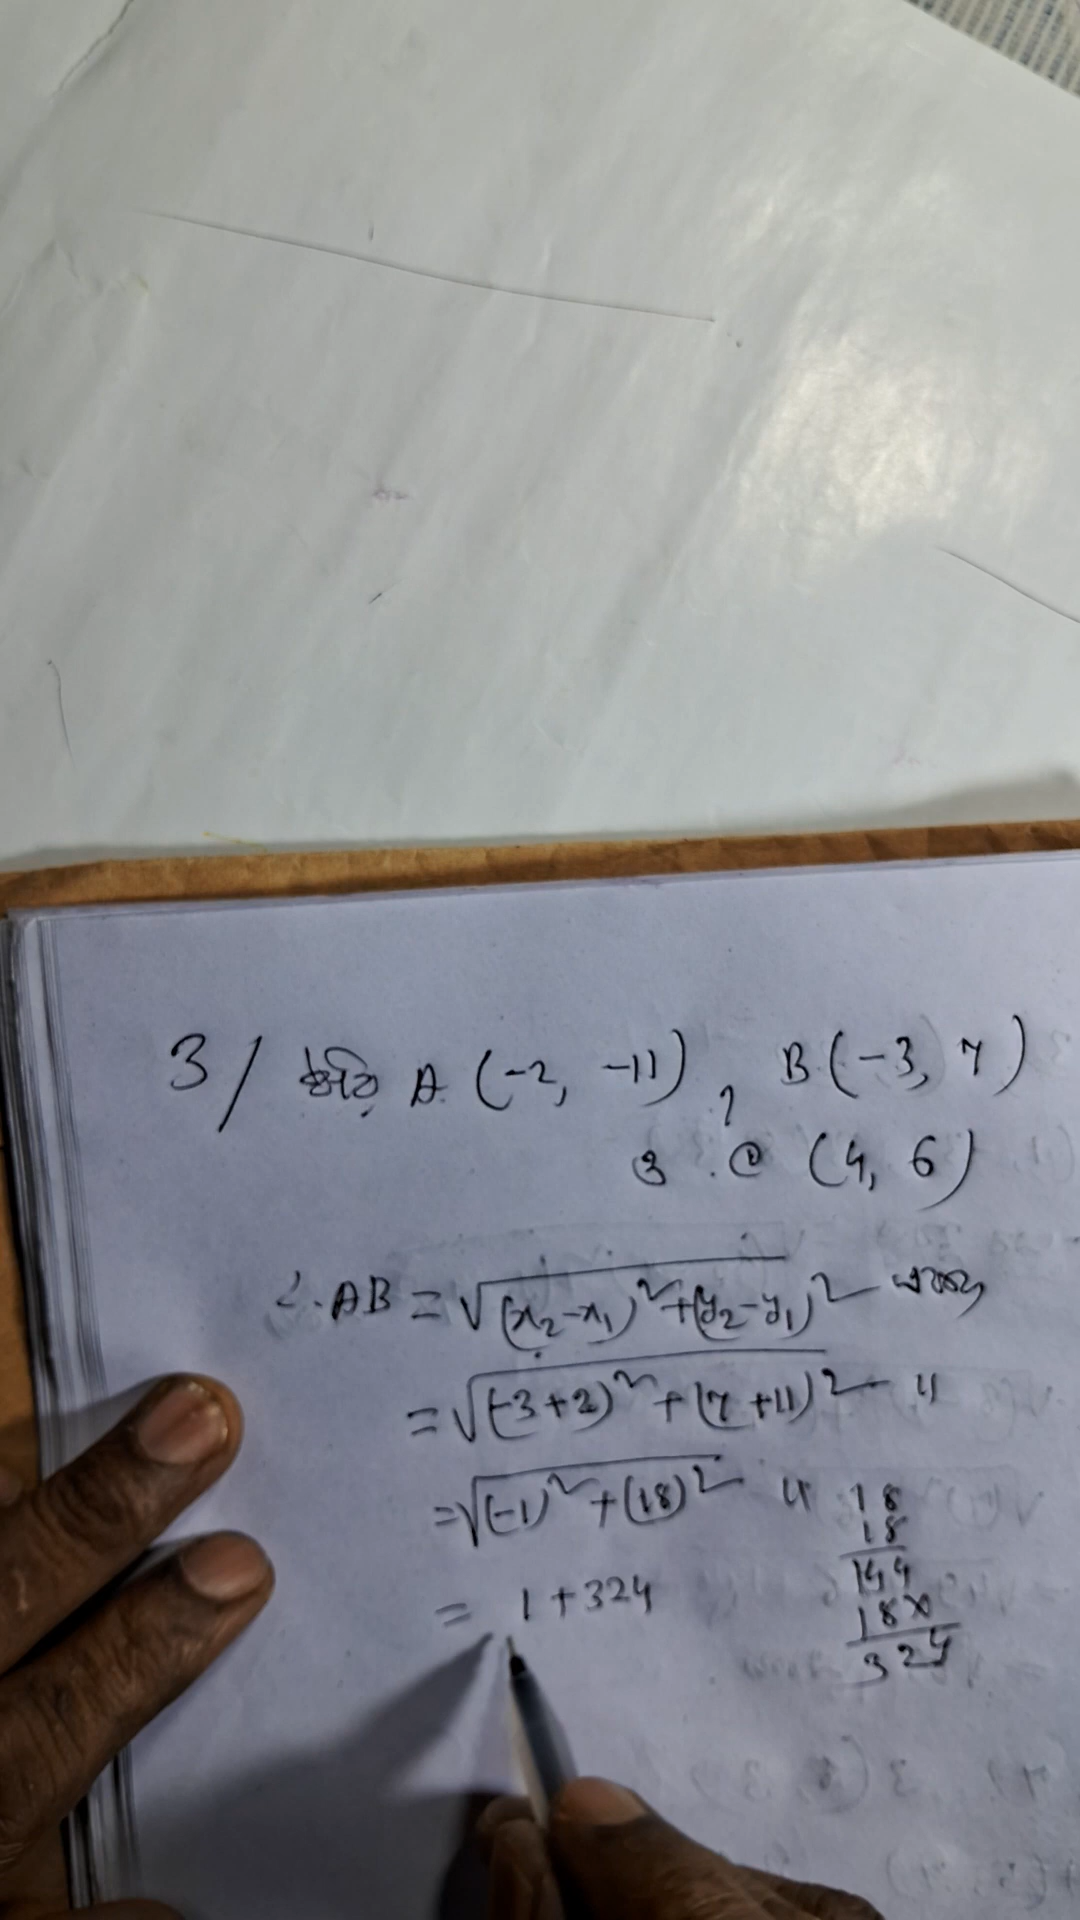 3/ ধরি, A (-2, -11), B (-3, 7)
ও C (4, 6)
∴ AB = √(x₂-x₁)²+(y₂-y₁)² একক
= √(-3+2)² + (7+11)² "
= √(-1)² + (18)² "
= 1 + 324
18
18
144
18×
324